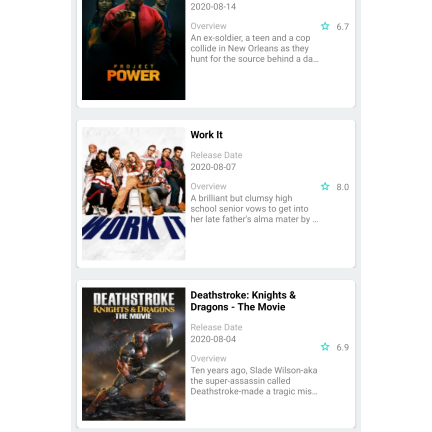 2020-08-14
Overview
6.7
An ex-soldier, a teen and a cop
collide in New Orleans as they
hunt for the source behind a da...
PROJECT
POWER
Work It
Release Date
2020-08-07
Overview
8.0
A brilliant but clumsy high
school senior vows to get into
her late father's alma mater by ...
WORK IT
Deathstroke: Knights &
Dragons - The Movie
DEATHSTROKE
KNIGHTS & DRAGONS
THE MOVIE
Release Date
2020-08-04
6.9
Overview
Ten years ago, Slade Wilson-aka
the super-assassin called
Deathstroke-made a tragic mis...